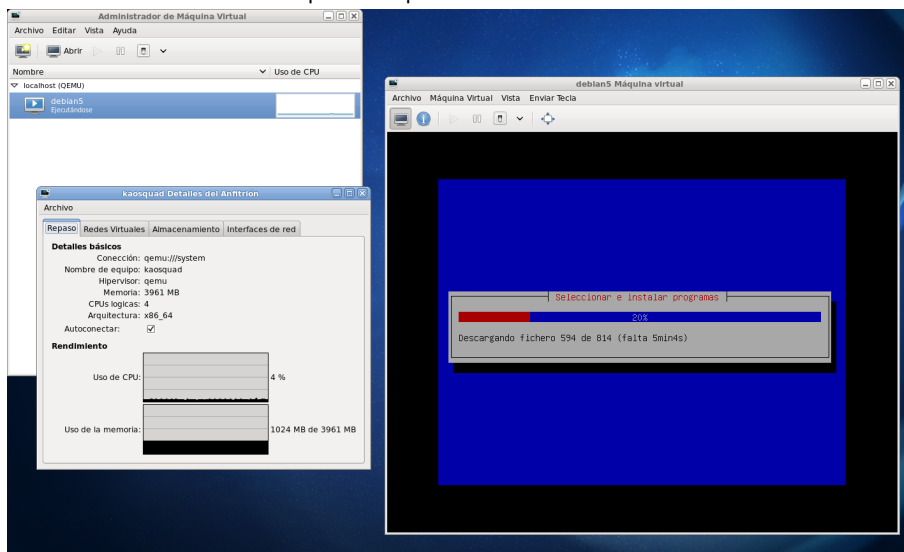 Administrador de Máquina Virtual
Archivo Editar Vista Ayuda
Abrir
Nombre Uso de CPU
localhost (QEMU)
debian5
Ejecutándose
kaosquad Detalles del Anfitrión
Archivo
Repaso Redes Virtuales Almacenamiento Interfaces de red
Detalles básicos
Conección: qemu:///system
Nombre de equipo: kaosquad
Hipervisor: qemu
Memoria: 3961 MB
CPUs logicas: 4
Arquitectura: x86_64
Autoconectar:
Rendimiento
Uso de CPU: 4 %
Uso de la memoria: 1024 MB de 3961 MB
debian5 Máquina virtual
Archivo Máquina Virtual Vista Enviar Tecla
Seleccionar e instalar programas
20%
Descargando fichero 594 de 814 (falta 5min4s)